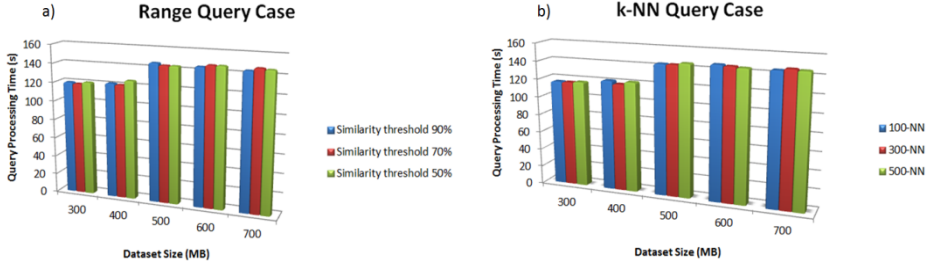 a) Range Query Case
Query Processing Time (s)
160
140
120
100
80
60
40
20
0
300
400
500
600
700
Dataset Size (MB)
Similarity threshold 90%
Similarity threshold 70%
Similarity threshold 50%
b) k-NN Query Case
Query Processing Time (s)
160
140
120
100
80
60
40
20
0
300
400
500
600
700
Dataset Size (MB)
100-NN
300-NN
500-NN